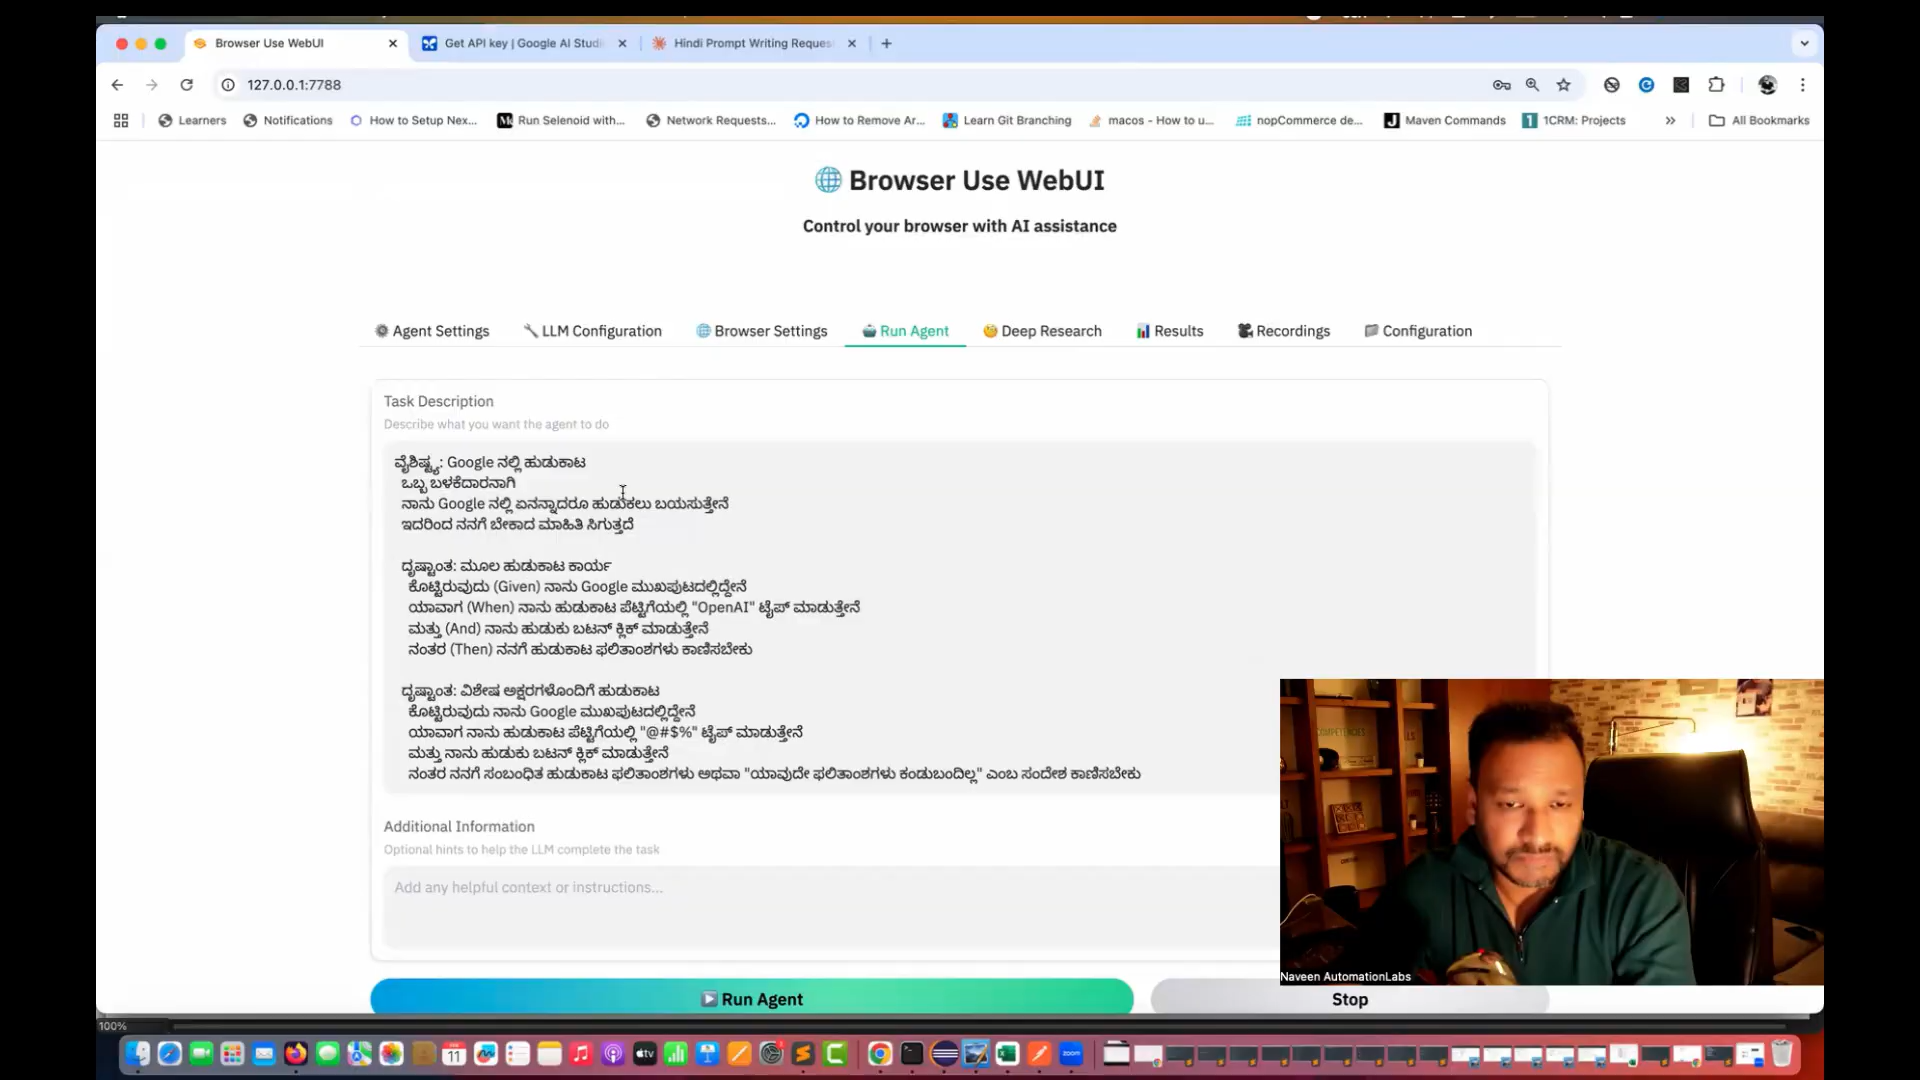 Browser Use WebUI
Get API key | Google AI Studi
Hindi Prompt Writing Reques
127.0.0.1:7788
Learners
Notifications
How to Setup Nex...
Run Selenoid with...
Network Requests...
How to Remove Ar...
Learn Git Branching
macos - How to u...
nopCommerce de...
Maven Commands
1CRM: Projects
All Bookmarks
Browser Use WebUI
Control your browser with AI assistance
Agent Settings
LLM Configuration
Browser Settings
Run Agent
Deep Research
Results
Recordings
Configuration
Task Description
Describe what you want the agent to do
ವೈಶಿಷ್ಟ್ಯ: Google ನಲ್ಲಿ ಹುಡುಕಾಟ
ಒಬ್ಬ ಬಳಕೆದಾರನಾಗಿ
ನಾನು Google ನಲ್ಲಿ ಏನನ್ನಾದರೂ ಹುಡುಕಲು ಬಯಸುತ್ತೇನೆ
ಇದರಿಂದ ನನಗೆ ಬೇಕಾದ ಮಾಹಿತಿ ಸಿಗುತ್ತದೆ
ದೃಷ್ಟಾಂತ: ಮೂಲ ಹುಡುಕಾಟ ಕಾರ್ಯ
ಕೊಟ್ಟಿರುವುದು (Given) ನಾನು Google ಮುಖಪುಟದಲ್ಲಿದ್ದೇನೆ
ಯಾವಾಗ (When) ನಾನು ಹುಡುಕಾಟ ಪೆಟ್ಟಿಗೆಯಲ್ಲಿ "OpenAI" ಟೈಪ್ ಮಾಡುತ್ತೇನೆ
ಮತ್ತು (And) ನಾನು ಹುಡುಕು ಬಟನ್ ಕ್ಲಿಕ್ ಮಾಡುತ್ತೇನೆ
ನಂತರ (Then) ನನಗೆ ಹುಡುಕಾಟ ಫಲಿತಾಂಶಗಳು ಕಾಣಿಸಬೇಕು
ದೃಷ್ಟಾಂತ: ವಿಶೇಷ ಅಕ್ಷರಗಳೊಂದಿಗೆ ಹುಡುಕಾಟ
ಕೊಟ್ಟಿರುವುದು ನಾನು Google ಮುಖಪುಟದಲ್ಲಿದ್ದೇನೆ
ಯಾವಾಗ ನಾನು ಹುಡುಕಾಟ ಪೆಟ್ಟಿಗೆಯಲ್ಲಿ "@#$%" ಟೈಪ್ ಮಾಡುತ್ತೇನೆ
ಮತ್ತು ನಾನು ಹುಡುಕು ಬಟನ್ ಕ್ಲಿಕ್ ಮಾಡುತ್ತೇನೆ
ನಂತರ ನನಗೆ ಸಂಬಂಧಿತ ಹುಡುಕಾಟ ಫಲಿತಾಂಶಗಳು ಅಥವಾ "ಯಾವುದೇ ಫಲಿತಾಂಶಗಳು ಕಂಡುಬಂದಿಲ್ಲ" ಎಂಬ ಸಂದೇಶ ಕಾಣಿಸಬೇಕು
Additional Information
Optional hints to help the LLM complete the task
Add any helpful context or instructions...
Naveen AutomationLabs
Run Agent
Stop
100%